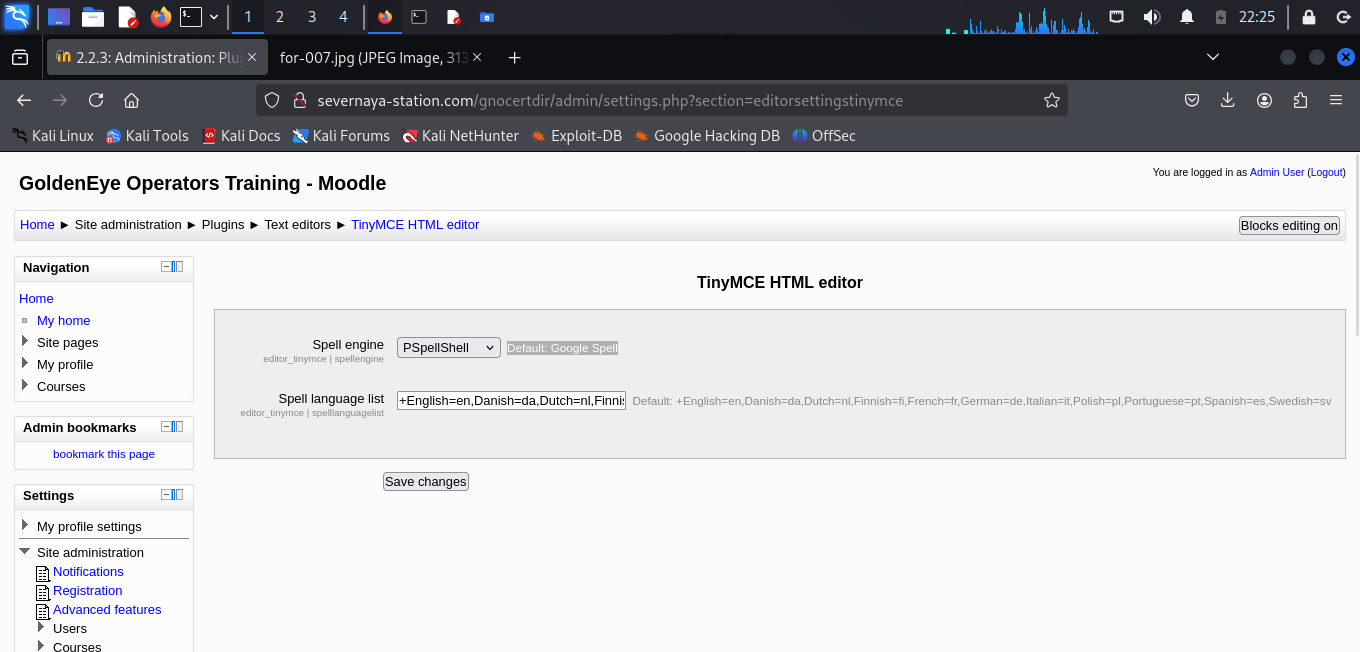 1 2 3 4 22:25
2.2.3: Administration: Plu for-007.jpg (JPEG Image, 313
severnaya-station.com/gnocertdir/admin/settings.php?section=editorsettingstinymce
Kali Linux Kali Tools Kali Docs Kali Forums Kali NetHunter Exploit-DB Google Hacking DB OffSec
You are logged in as Admin User (Logout)
GoldenEye Operators Training - Moodle
Home ► Site administration ► Plugins ► Text editors ► TinyMCE HTML editor Blocks editing on
Navigation
Home
My home
Site pages
My profile
Courses
Admin bookmarks
bookmark this page
Settings
My profile settings
Site administration
Notifications
Registration
Advanced features
Users
Courses
TinyMCE HTML editor
Spell engine PSpellShell Default: Google Spell
editor_tinymce | spellengine
Spell language list +English=en,Danish=da,Dutch=nl,Finnis Default: +English=en,Danish=da,Dutch=nl,Finnish=fi,French=fr,German=de,Italian=it,Polish=pl,Portuguese=pt,Spanish=es,Swedish=sv
editor_tinymce | spelllanguagelist
Save changes